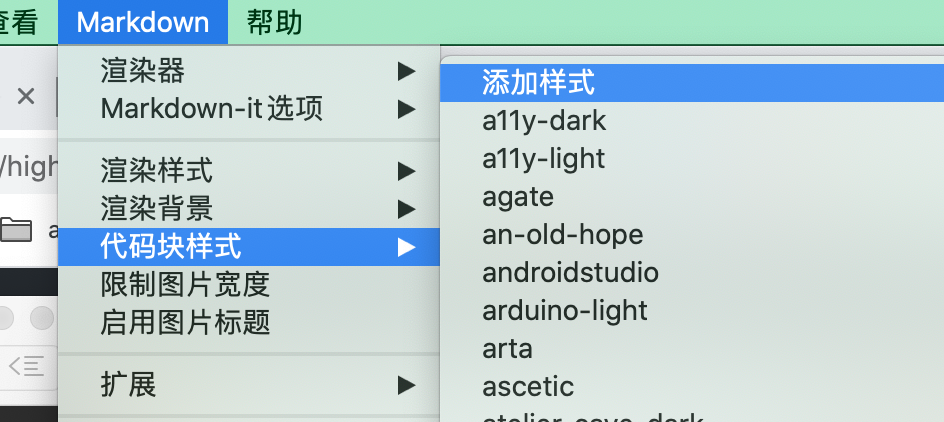 查看 Markdown 帮助
渲染器
Markdown-it选项
渲染样式
渲染背景
代码块样式
限制图片宽度
启用图片标题
扩展
添加样式
a11y-dark
a11y-light
agate
an-old-hope
androidstudio
arduino-light
arta
ascetic
atelier-cave-dark
/high
a